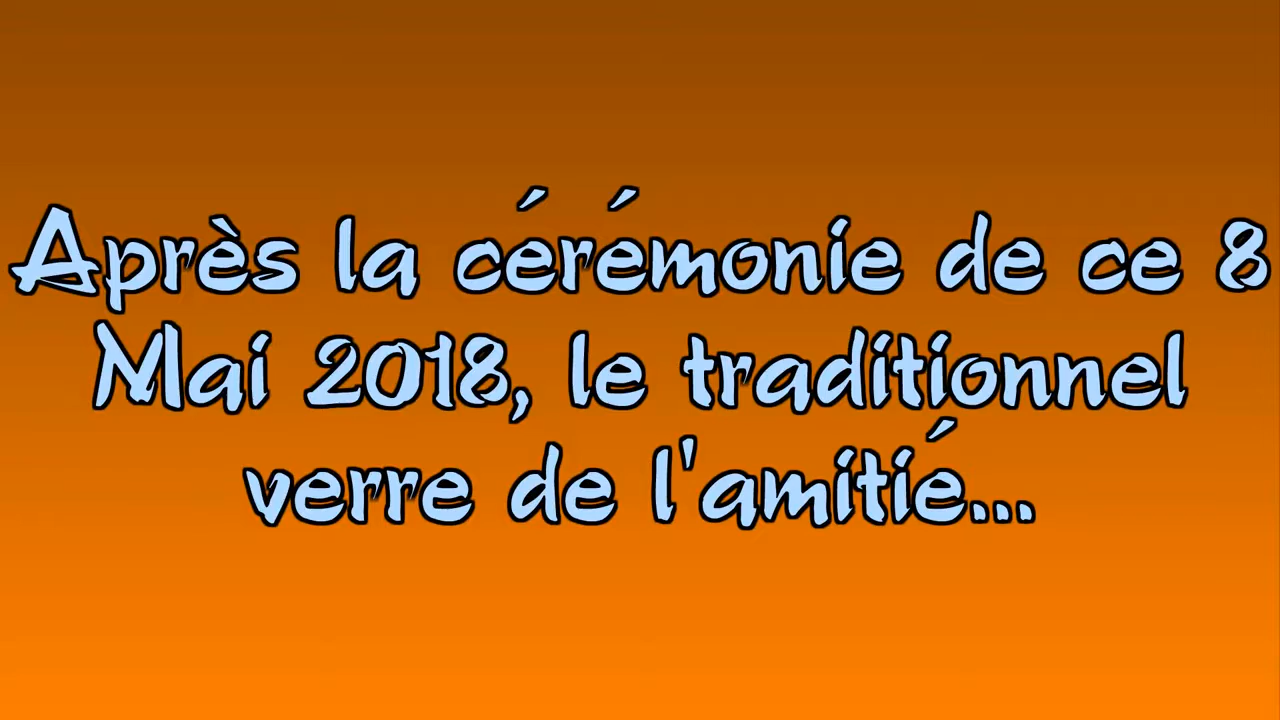 Après la cérémonie de ce 8
Mai 2018, le traditionnel
verre de l'amitié...